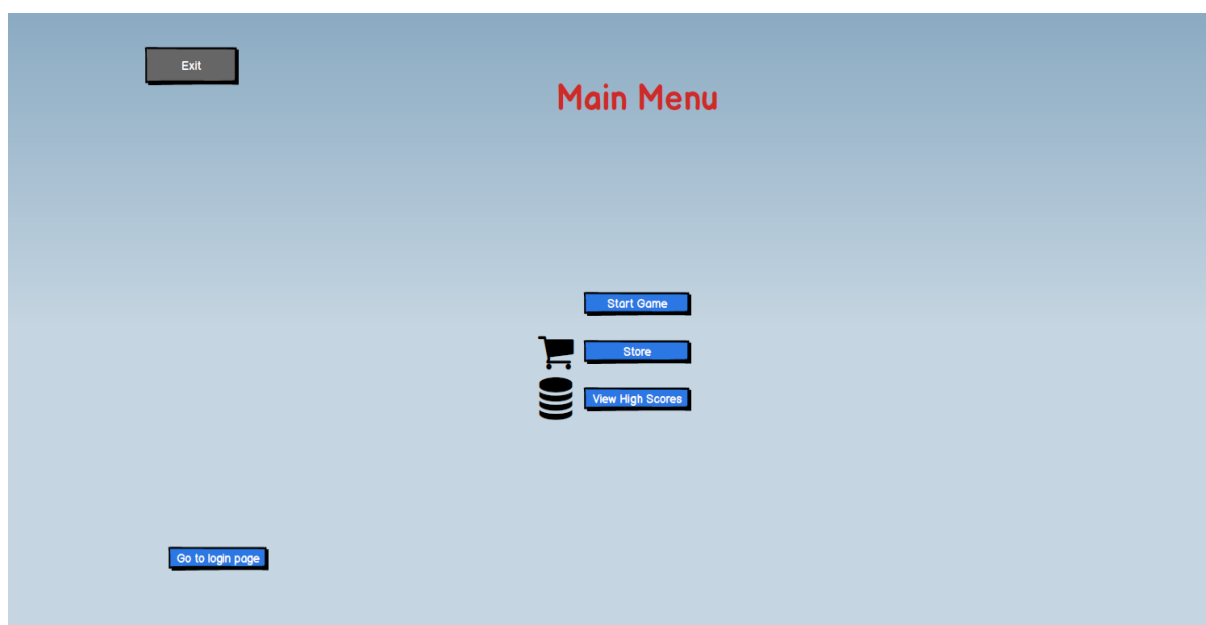 Exit
Main Menu
Start Game
Store
View High Scores
Go to login page